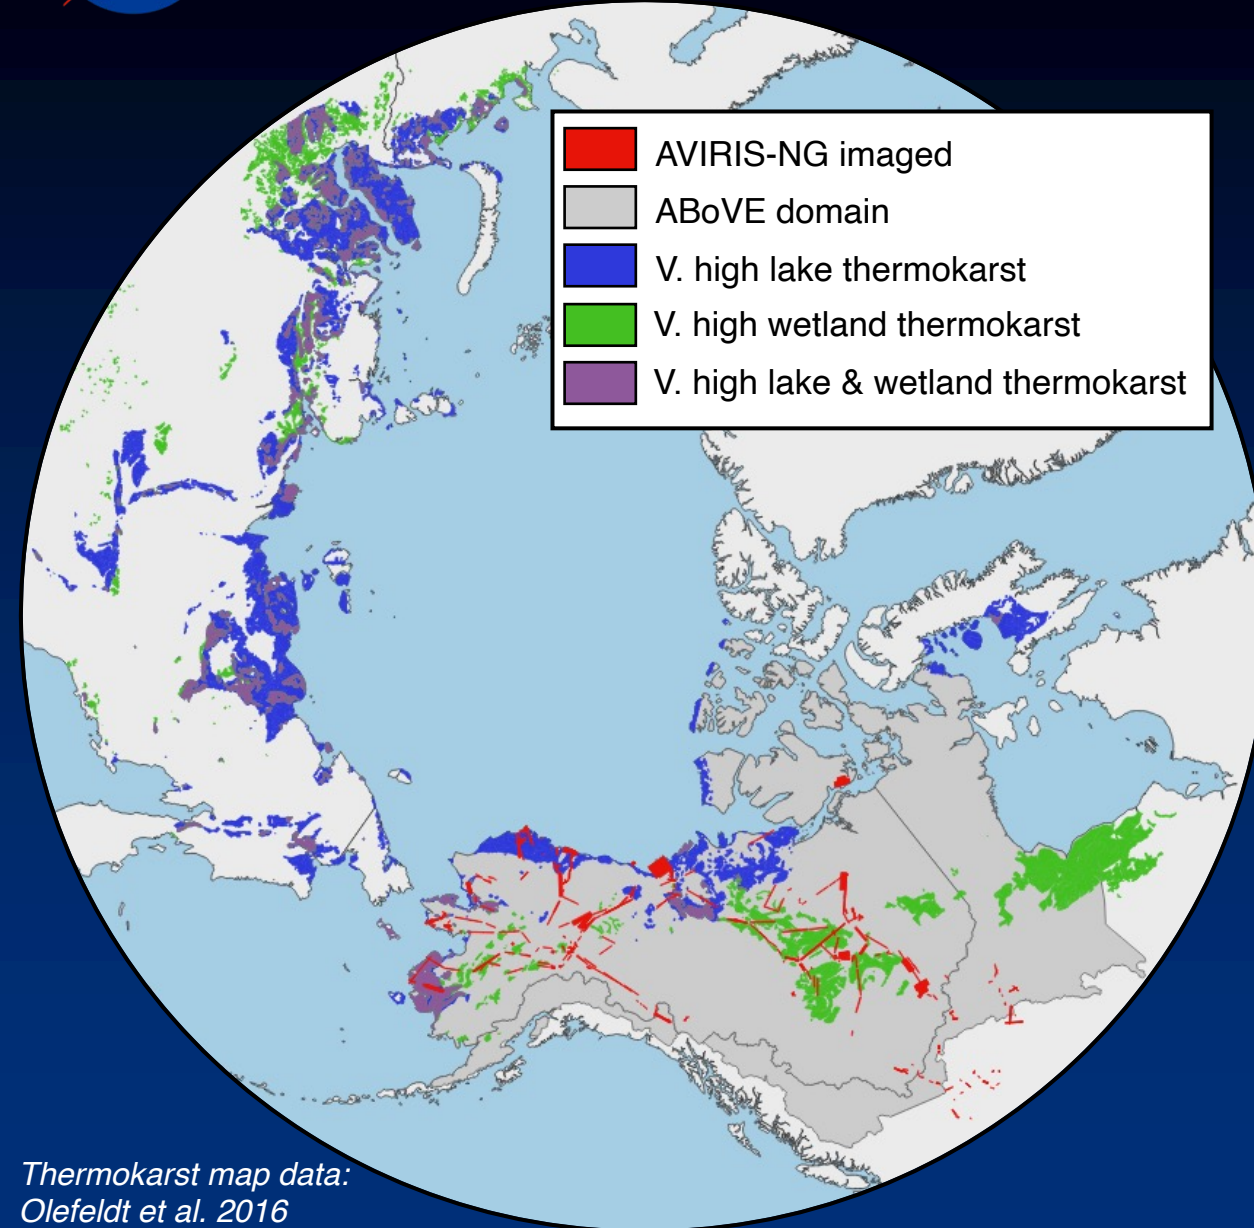 AVIRIS-NG imaged
ABoVE domain
V. high lake thermokarst
V. high wetland thermokarst
V. high lake & wetland thermokarst
Thermokarst map data:
Olefeldt et al. 2016